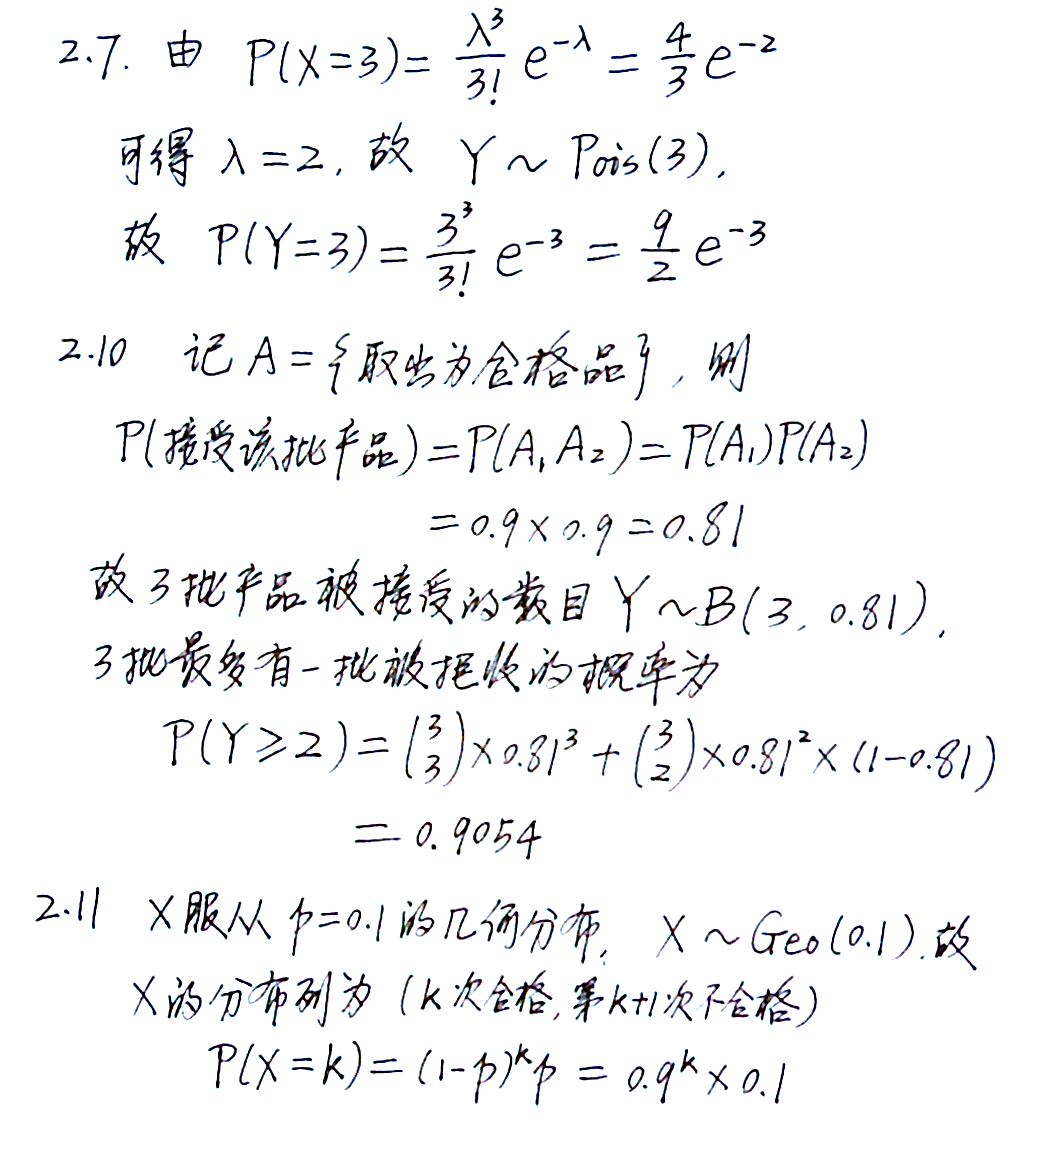 2.7. 由 P(X=3)= λ³/3! e^{-λ} = 4/3 e^{-2}
可得 λ=2, 故 Y ~ Pois(3),
故 P(Y=3) = 3³/3! e^{-3} = 9/2 e^{-3}
2.10 记 A = {取出为合格品}, 则
P(接受该批产品) = P(A₁A₂) = P(A₁)P(A₂)
= 0.9 × 0.9 = 0.81
故3批产品被接受的数目 Y~B(3, 0.81),
3批最多有一批被拒收的概率为
P(Y≥2) = (3 3)×0.81³ + (3 2)×0.81²×(1-0.81)
= 0.9054
2.11 X服从 p=0.1的几何分布, X ~ Geo(0.1). 故
X的分布列为 (k次合格, 第k+1次不合格)
P(X=k) = (1-p)^k p = 0.9^k × 0.1